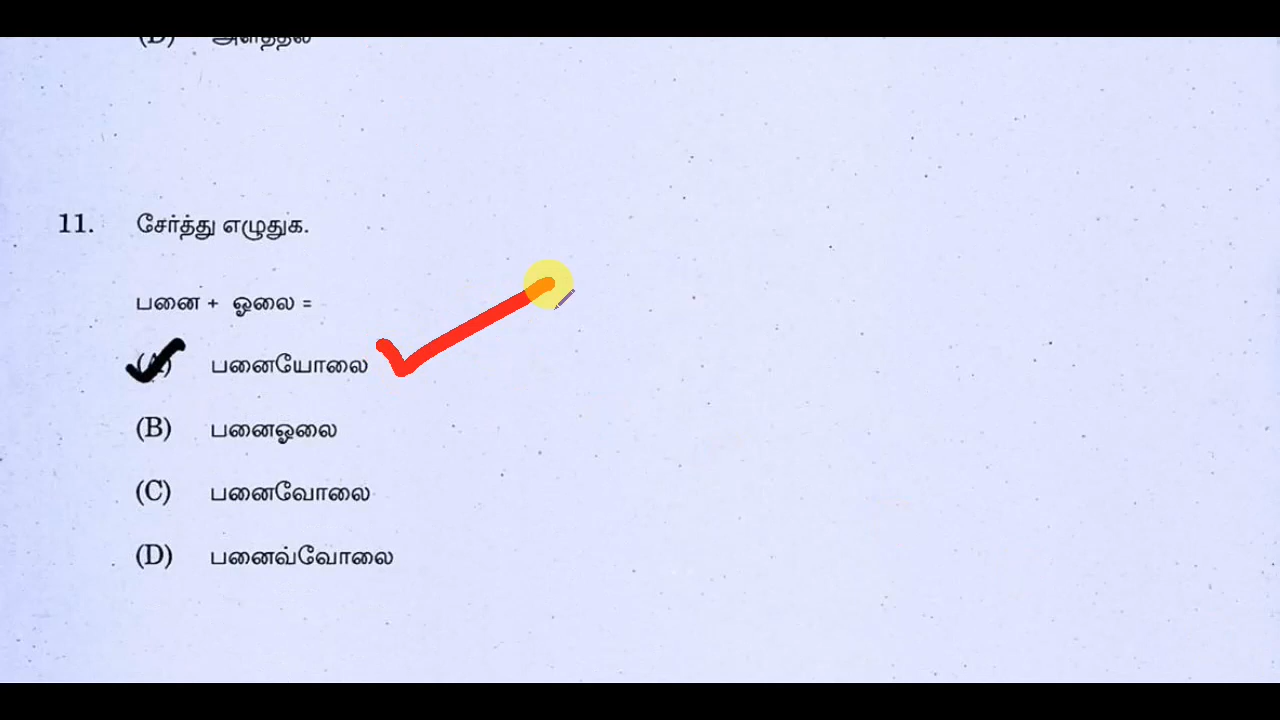 11. சேர்த்து எழுதுக.
பனை + ஓலை =
(A) பனையோலை
(B) பனைஓலை
(C) பனைவோலை
(D) பனைவ்வோலை